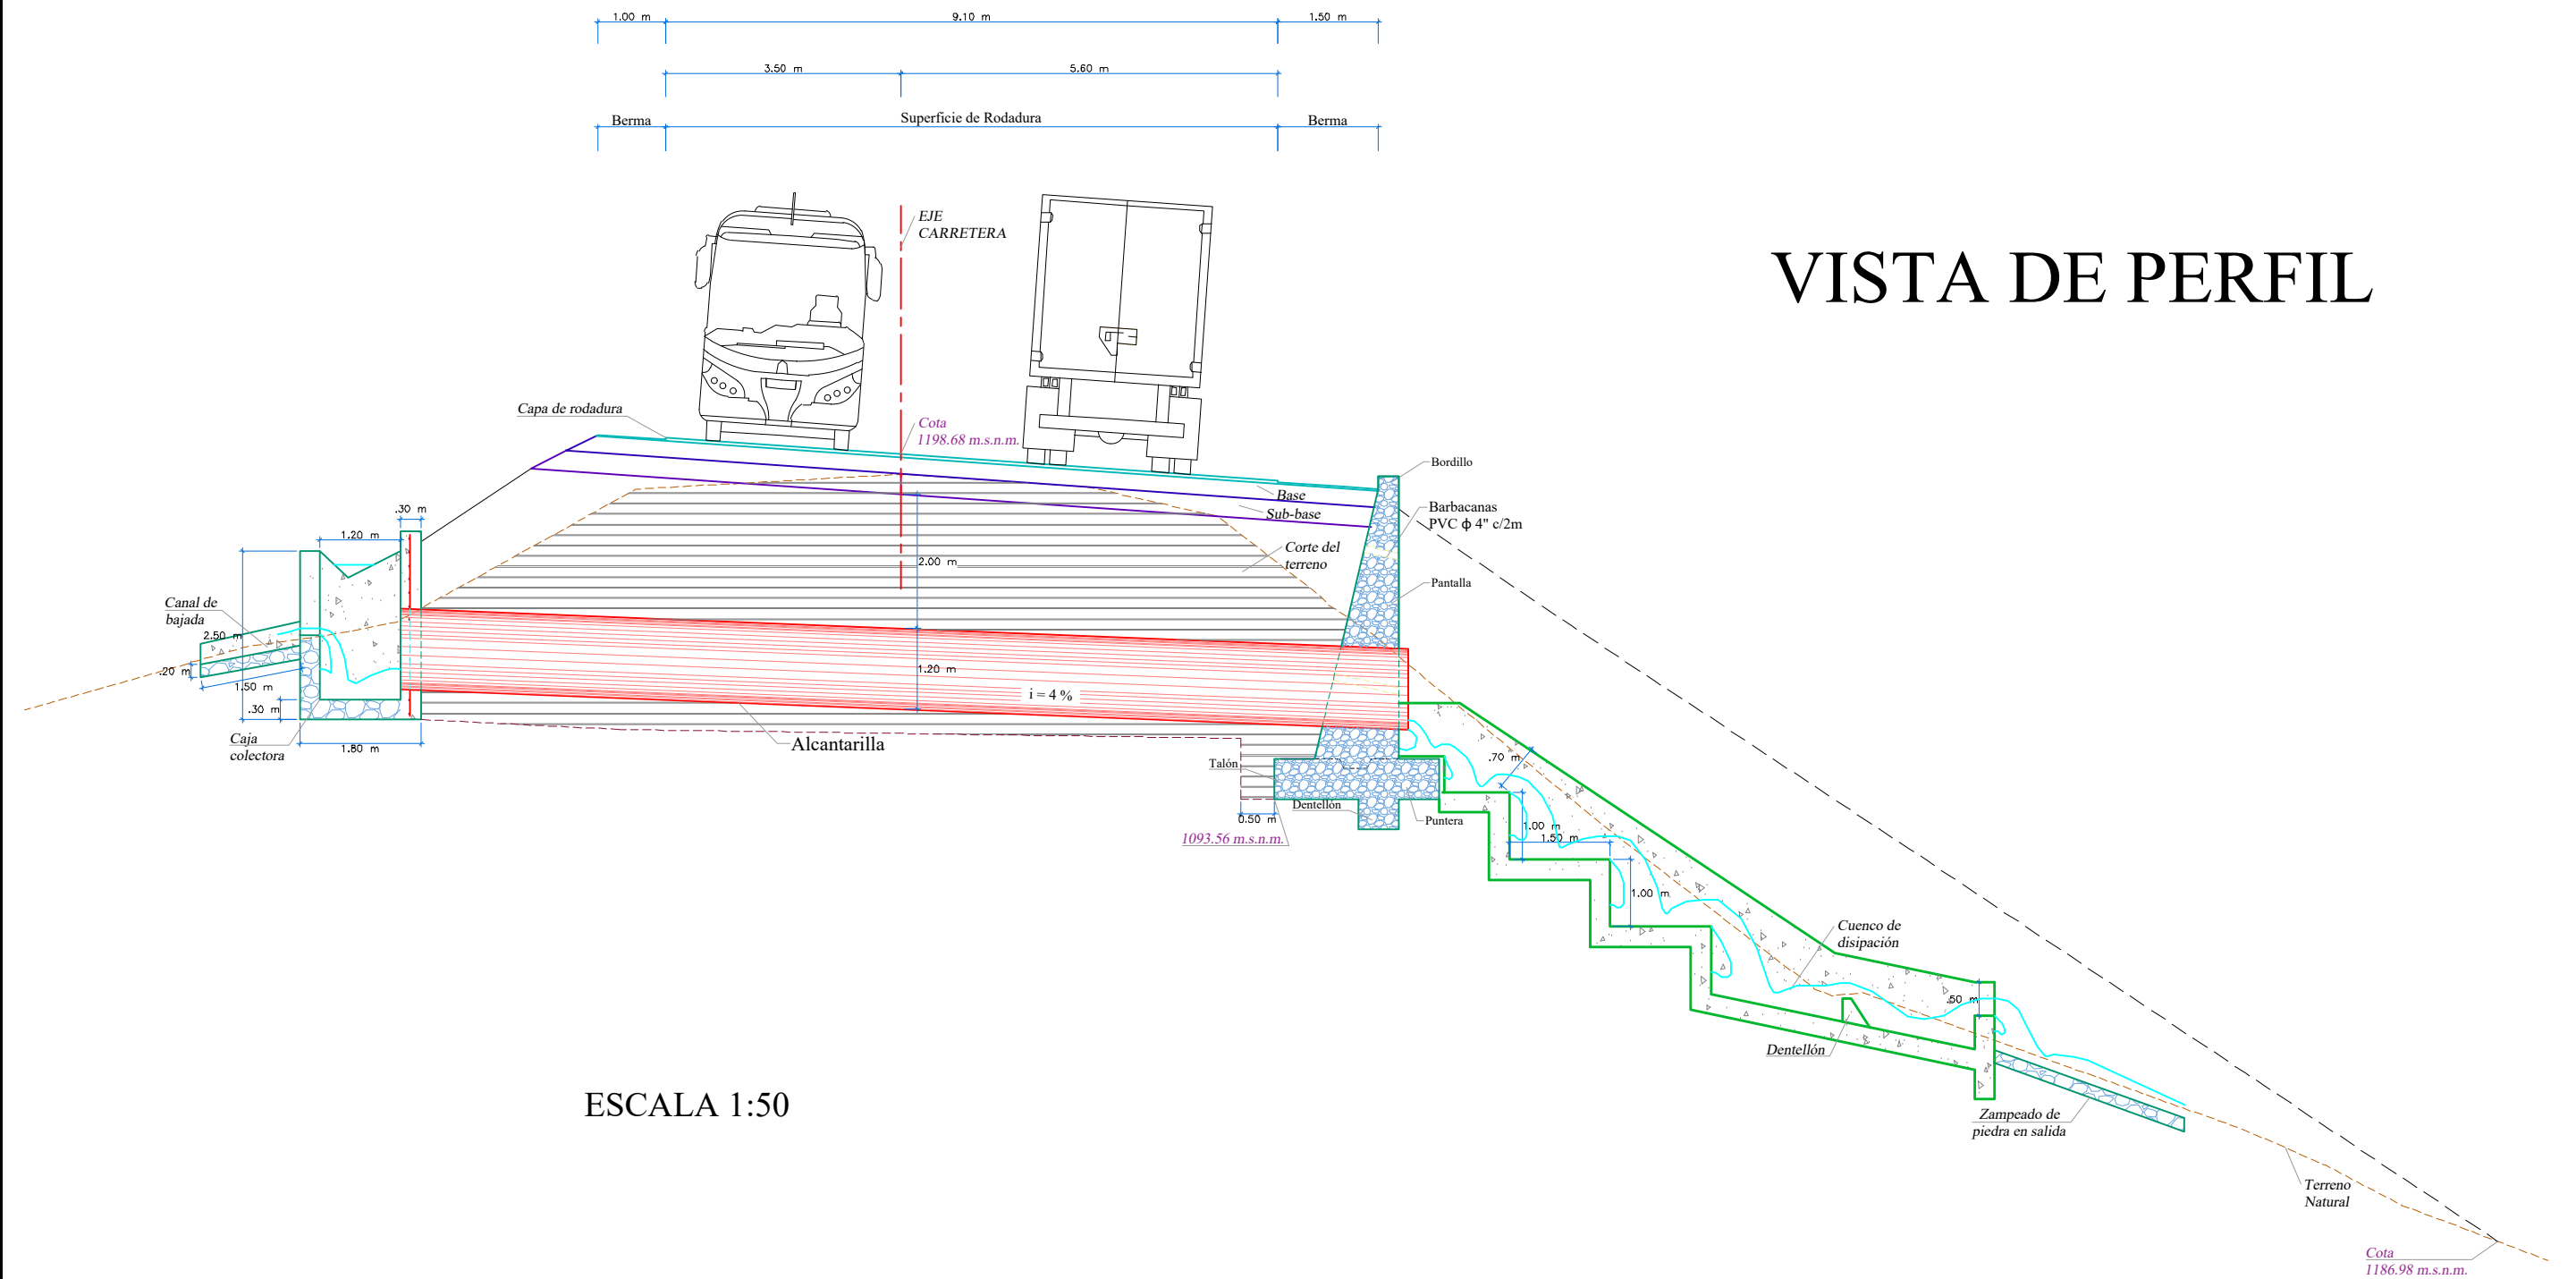 1.00 m
9.10 m
1.50 m
3.50 m
5.60 m
Berma
Superficie de Rodadura
Berma
EJE
CARRETERA
VISTA DE PERFIL
Capa de rodadura
Cota
1198.68 m.s.n.m.
Bordillo
Base
Sub-base
Barbacanas
PVC ϕ 4" c/2m
.30 m
1.20 m
Corte del
terreno
2.00 m
Pantalla
Canal de
bajada
2.50 m
.20 m
1.50 m
.30 m
1.20 m
i = 4 %
Caja
colectora
1.80 m
Alcantarilla
.70 m
Talón
Dentellón
0.50 m
Puntera
1093.56 m.s.n.m.
1.00 m
1.50 m
1.00 m
Cuenco de
disipación
.50 m
Dentellón
ESCALA 1:50
Zampeado de
piedra en salida
Terreno
Natural
Cota
1186.98 m.s.n.m.